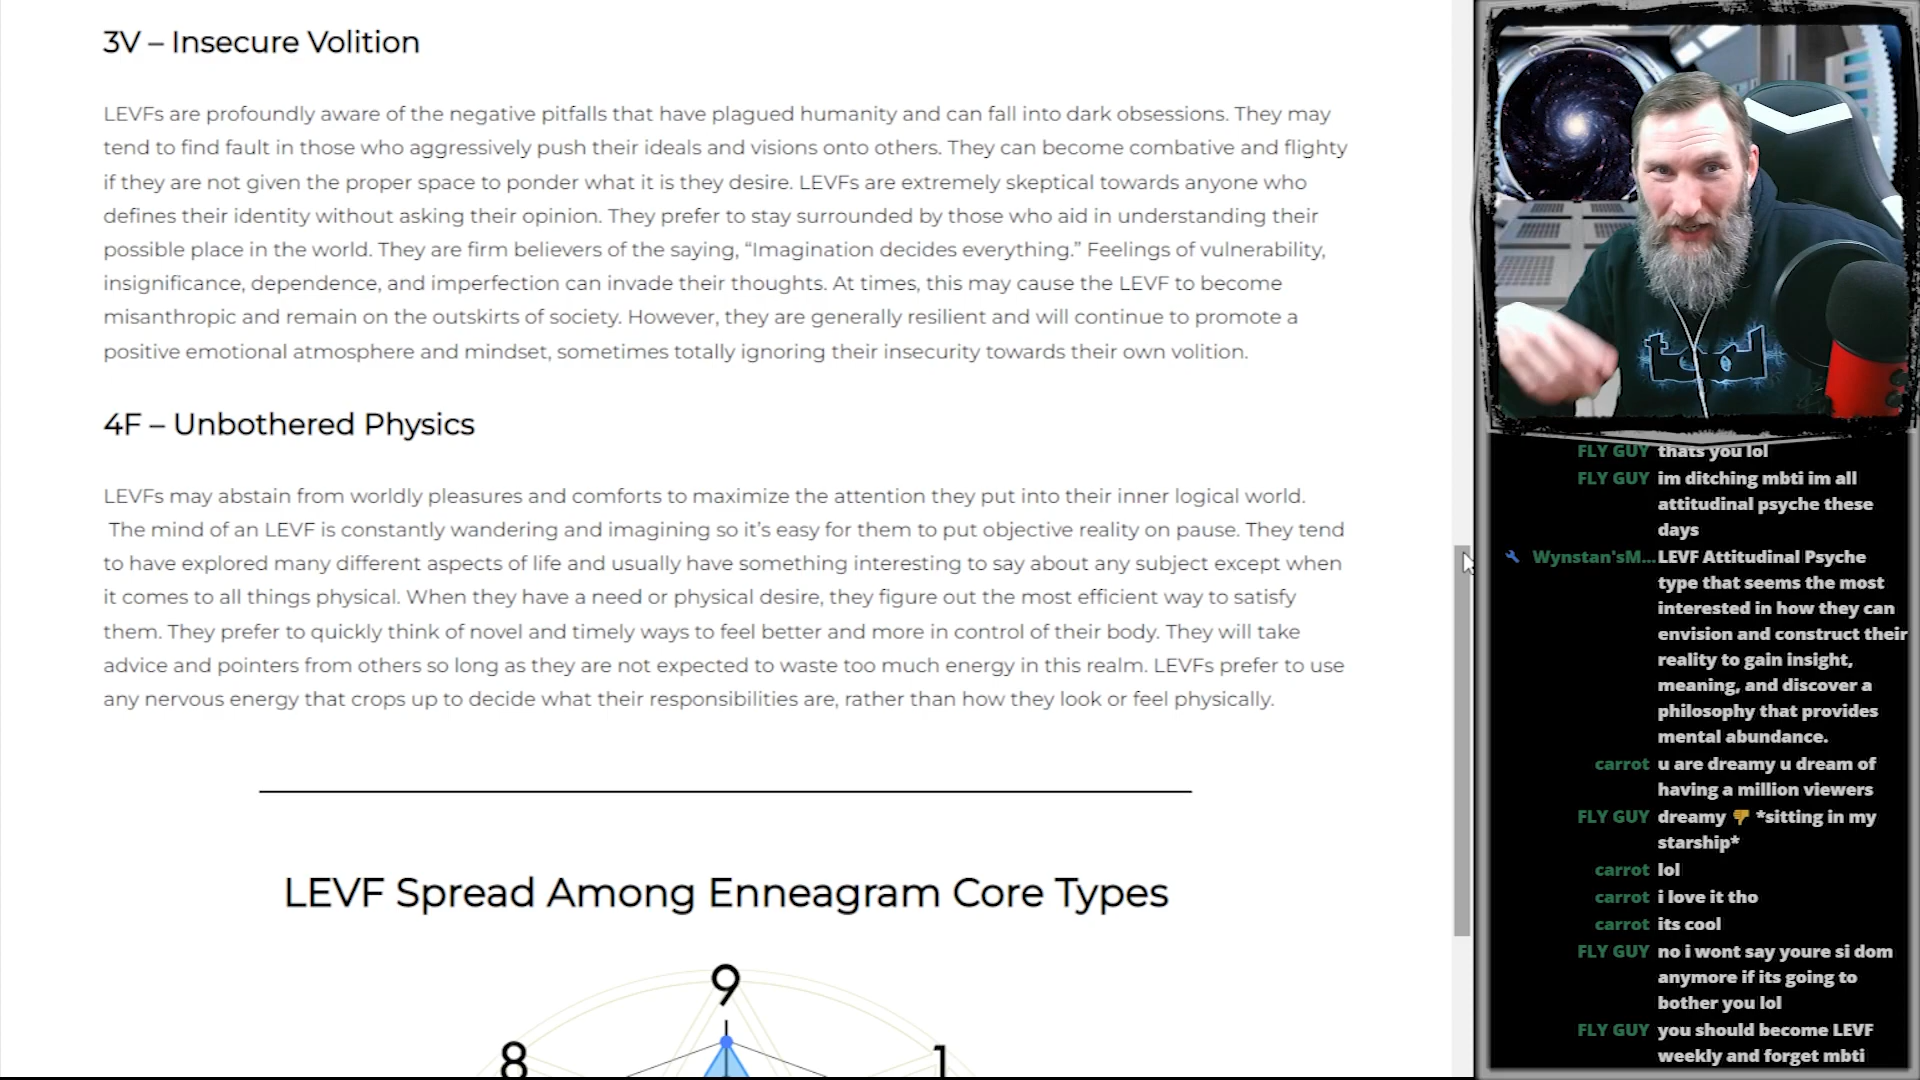 3V – Insecure Volition
LEVFs are profoundly aware of the negative pitfalls that have plagued humanity and can fall into dark obsessions. They may
tend to find fault in those who aggressively push their ideals and visions onto others. They can become combative and flighty
if they are not given the proper space to ponder what it is they desire. LEVFs are extremely skeptical towards anyone who
defines their identity without asking their opinion. They prefer to stay surrounded by those who aid in understanding their
possible place in the world. They are firm believers of the saying, “Imagination decides everything.” Feelings of vulnerability,
insignificance, dependence, and imperfection can invade their thoughts. At times, this may cause the LEVF to become
misanthropic and remain on the outskirts of society. However, they are generally resilient and will continue to promote a
positive emotional atmosphere and mindset, sometimes totally ignoring their insecurity towards their own volition.
4F – Unbothered Physics
LEVFs may abstain from worldly pleasures and comforts to maximize the attention they put into their inner logical world.
The mind of an LEVF is constantly wandering and imagining so it’s easy for them to put objective reality on pause. They tend
to have explored many different aspects of life and usually have something interesting to say about any subject except when
it comes to all things physical. When they have a need or physical desire, they figure out the most efficient way to satisfy
them. They prefer to quickly think of novel and timely ways to feel better and more in control of their body. They will take
advice and pointers from others so long as they are not expected to waste too much energy in this realm. LEVFs prefer to use
any nervous energy that crops up to decide what their responsibilities are, rather than how they look or feel physically.
LEVF Spread Among Enneagram Core Types
9
8
1
FLY GUY thats you lol
FLY GUY im ditching mbti im all
attitudinal psyche these
days
Wynstan'sM... LEVF Attitudinal Psyche
type that seems the most
interested in how they can
envision and construct their
reality to gain insight,
meaning, and discover a
philosophy that provides
mental abundance.
carrot u are dreamy u dream of
having a million viewers
FLY GUY dreamy 👎 *sitting in my
starship*
carrot lol
carrot i love it tho
carrot its cool
FLY GUY no i wont say youre si dom
anymore if its going to
bother you lol
FLY GUY you should become LEVF
weekly and forget mbti